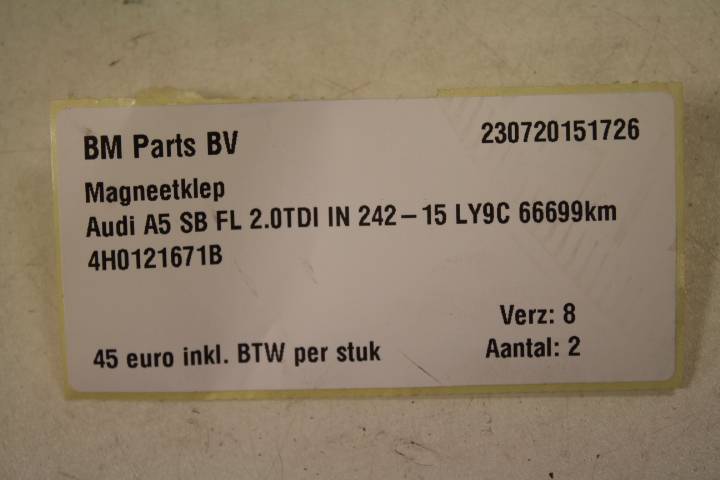 BM Parts BV 230720151726
Magneetklep
Audi A5 SB FL 2.0TDI IN 242-15 LY9C 66699km
4H0121671B
Verz: 8
45 euro inkl. BTW per stuk Aantal: 2